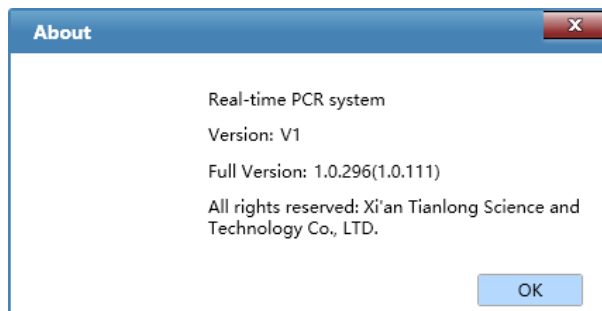 About
x
Real-time PCR system
Version: V1
Full Version: 1.0.296(1.0.111)
All rights reserved: Xi'an Tianlong Science and
Technology Co., LTD.
OK